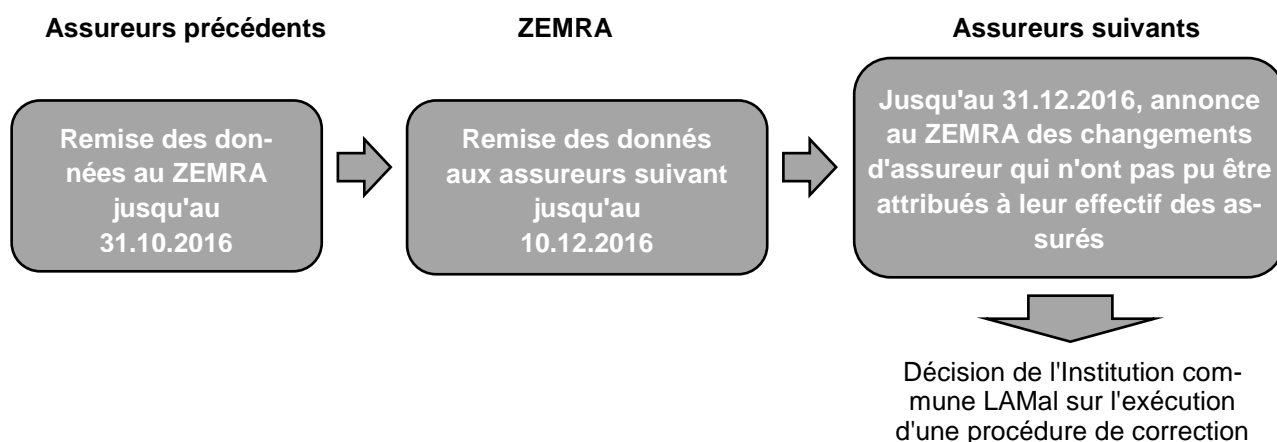 Assureurs précédents
ZEMRA
Assureurs suivants
Remise des don-
nées au ZEMRA
jusqu'au
31.10.2016
Remise des donnés
aux assureurs suivant
jusqu'au
10.12.2016
Jusqu'au 31.12.2016, annonce
au ZEMRA des changements
d'assureur qui n'ont pas pu être
attribués à leur effectif des as-
surés
Décision de l'Institution com-
mune LAMal sur l'exécution
d'une procédure de correction